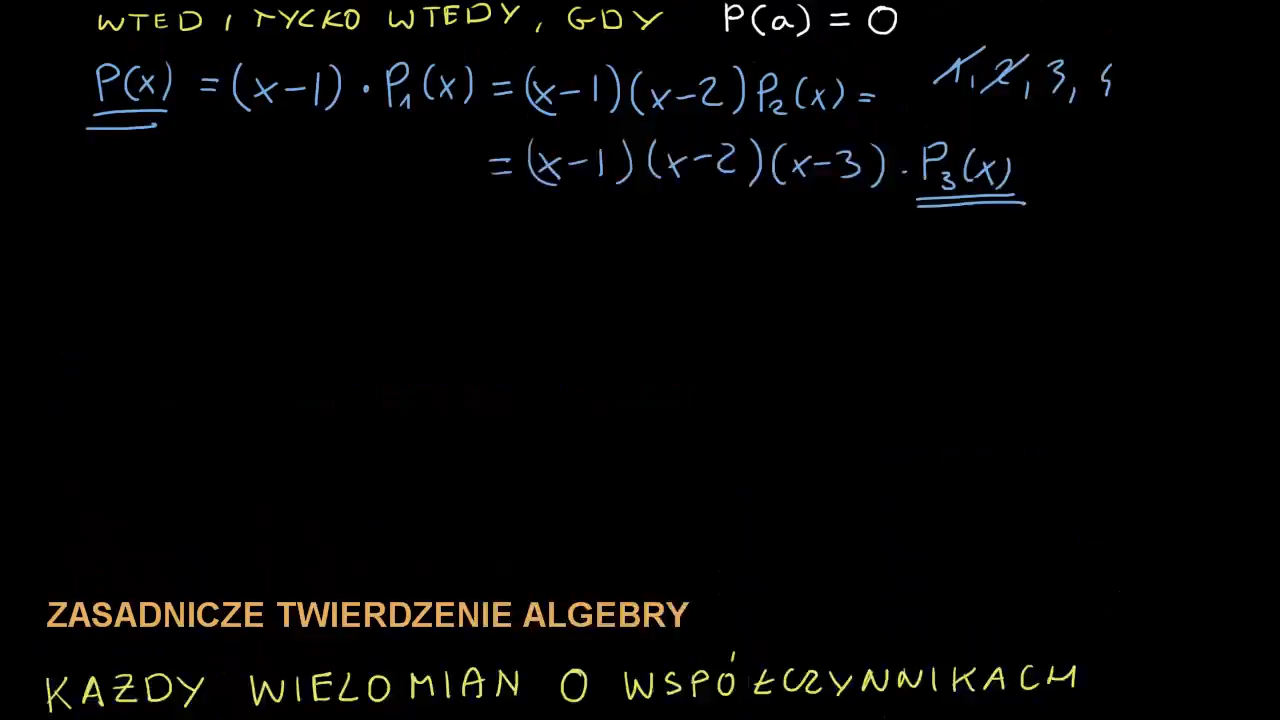 WTED I TYLKO WTEDY, GDY P(a) = 0
P(x) = (x-1) · P₁(x) = (x-1)(x-2)P₂(x) = 1, 2, 3, 4
= (x-1)(x-2)(x-3) · P₃(x)
ZASADNICZE TWIERDZENIE ALGEBRY
KAŻDY WIELOMIAN O WSPÓŁCZYNNIKACH